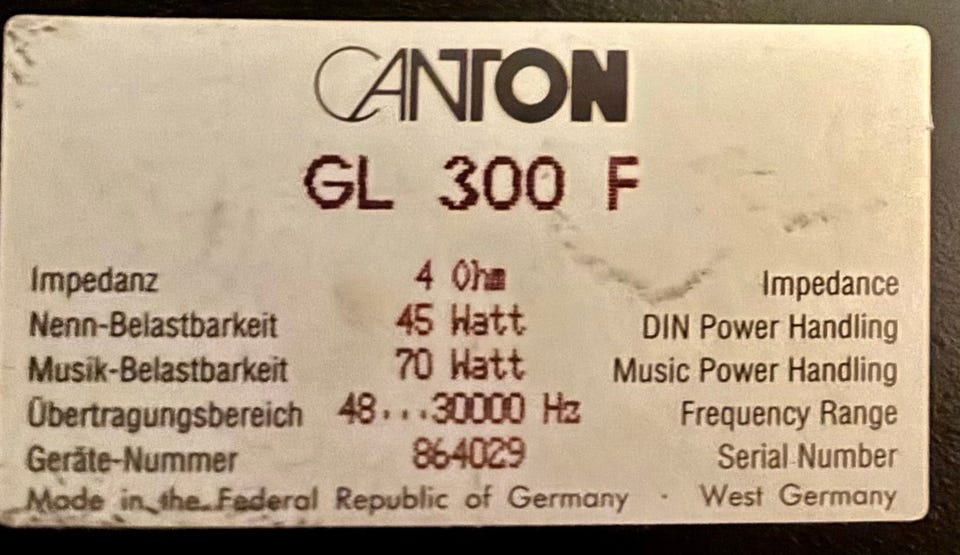 CANTON
GL 300 F
Impedanz 4 Ohm Impedance
Nenn-Belastbarkeit 45 Watt DIN Power Handling
Musik-Belastbarkeit 70 Watt Music Power Handling
Übertragungsbereich 48...30000 Hz Frequency Range
Geräte-Nummer 864029 Serial Number
Made in the Federal Republic of Germany · West Germany